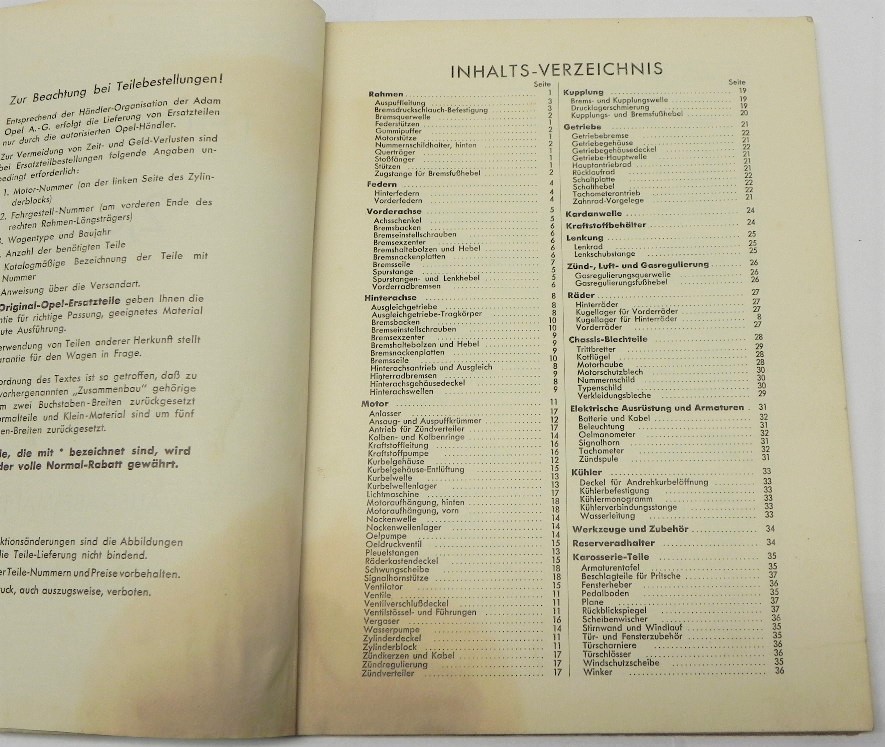 Zur Beachtung bei Teilebestellungen!
Entsprechend der Händler-Organisation der Adam
Opel A.-G. erfolgt die Lieferung von Ersatzteilen
nur durch die autorisierten Opel-Händler.
Zur Vermeidung von Zeit- und Geld-Verlusten sind
bei Ersatzteilbestellungen folgende Angaben un-
bedingt erforderlich:
1. Motor-Nummer (an der linken Seite des Zylin-
derblocks)
2. Fahrgestell-Nummer (am vorderen Ende des
rechten Rahmen-Längsträgers)
Wagentype und Baujahr
Anzahl der benötigten Teile
Katalogmäßige Bezeichnung der Teile mit
Nummer
Anweisung über die Versandart.
Original-Opel-Ersatzteile geben Ihnen die
für richtige Passung, geeignetes Material
Ausführung.
von Teilen anderer Herkunft stellt
für den Wagen in Frage.
des Textes ist so getroffen, daß zu
vorhergenannten „Zusammenbau" gehörige
zwei Buchstaben-Breiten zurückgesetzt
und Klein-Material sind um fünf
Breiten zurückgesetzt.
die mit * bezeichnet sind, wird
der volle Normal-Rabatt gewährt.
sind die Abbildungen
die Teile-Lieferung nicht bindend.
Teile-Nummern und Preise vorbehalten.
auch auszugsweise, verboten.
INHALTS-VERZEICHNIS
Seite
Rahmen 1
Auspuffleitung 3
Bremsdruckschlauch-Befestigung 3
Bremsquerwelle 2
Federstützen 1
Gummipuffer 2
Motorstütze 1
Nummernschildhalter, hinten 2
Querträger 1
Stoßfänger 1
Stützen 1
Zugstange für Bremsfußhebel 2
Federn 4
Hinterfedern 4
Vorderfedern 4
Vorderachse 5
Achsschenkel 5
Bremsbacken 6
Bremseinstellschrauben 6
Bremsexzenter 6
Bremshaltebolzen und Hebel 6
Bremsnockenplatten 6
Bremsseile 7
Spurstange 5
Spurstangen- und Lenkhebel 5
Vorderradbremsen 6
Hinterachse 8
Ausgleichgetriebe 8
Ausgleichgetriebe-Tragkörper 8
Bremsbacken 10
Bremseinstellschrauben 10
Bremsexzenter 9
Bremshaltebolzen und Hebel 9
Bremsnockenplatten 9
Bremsseile 10
Hinterachsantrieb und Ausgleich 8
Hinterradbremsen 9
Hinterachsgehäusedeckel 8
Hinterachswellen 9
Motor 11
Anlasser 17
Ansaug- und Auspuffkrümmer 12
Antrieb für Zündverteiler 17
Kolben- und Kolbenringe 14
Kraftstoffleitung 16
Kraftstoffpumpe 16
Kurbelgehäuse 12
Kurbelgehäuse-Entlüftung 15
Kurbelwelle 13
Kurbelwellenlager 13
Lichtmaschine 17
Motoraufhängung, hinten 18
Motoraufhängung, vorn 18
Nockenwelle 14
Nockenwellenlager 14
Oelpumpe 14
Oeldruckventil 15
Pleuelstangen 13
Räderkastendeckel 15
Schwungscheibe 18
Signalhornstütze 18
Ventilator 15
Ventile 11
Ventilverschlußdeckel 11
Ventilstössel- und Führungen 11
Vergaser 16
Wasserpumpe 14
Zylinderdeckel 11
Zylinderblock 11
Zündkerzen und Kabel 17
Zündregulierung 17
Zündverteiler 17
Seite
Kupplung 19
Brems- und Kupplungswelle 19
Drucklagerschmierung 19
Kupplungs- und Bremsfußhebel 20
Getriebe 21
Getriebebremse 22
Getriebegehäuse 21
Getriebegehäusedeckel 22
Getriebe-Hauptwelle 21
Hauptantriebrad 21
Rücklaufrad 21
Schaltplatte 22
Schalthebel 22
Tachometerantrieb 22
Zahnrad-Vorgelege 21
Kardanwelle 24
Kraftstoffbehälter 24
Lenkung 25
Lenkrad 25
Lenkschubstange 25
Zünd-, Luft- und Gasregulierung 26
Gasregulierungsquerwelle 26
Gasregulierungsfußhebel 26
Räder 27
Hinterräder 27
Kugellager für Vorderräder 27
Kugellager für Hinterräder 8
Vorderräder 27
Chassis-Blechteile 28
Trittbretter 29
Kotflügel 28
Motorhaube 28
Motorschutzblech 30
Nummernschild 30
Typenschild 30
Verkleidungsbleche 29
Elektrische Ausrüstung und Armaturen 31
Batterie und Kabel 32
Beleuchtung 31
Oelmanometer 32
Signalhorn 31
Tachometer 32
Zündspule 31
Kühler 33
Deckel für Andrehkurbelöffnung 33
Kühlerbefestigung 33
Kühlermonogramm 33
Kühlerverbindungsstange 33
Wasserleitung 33
Werkzeuge und Zubehör 34
Reserveradhalter 34
Karosserie-Teile 35
Armaturentafel 35
Beschlagteile für Pritsche 37
Fensterheber 36
Pedalboden 35
Plane 37
Rückblickspiegel 37
Scheibenwischer 36
Stirnwand und Windlauf 35
Tür- und Fensterzubehör 35
Türscharniere 36
Türschlösser 36
Windschutzscheibe 35
Winker 36